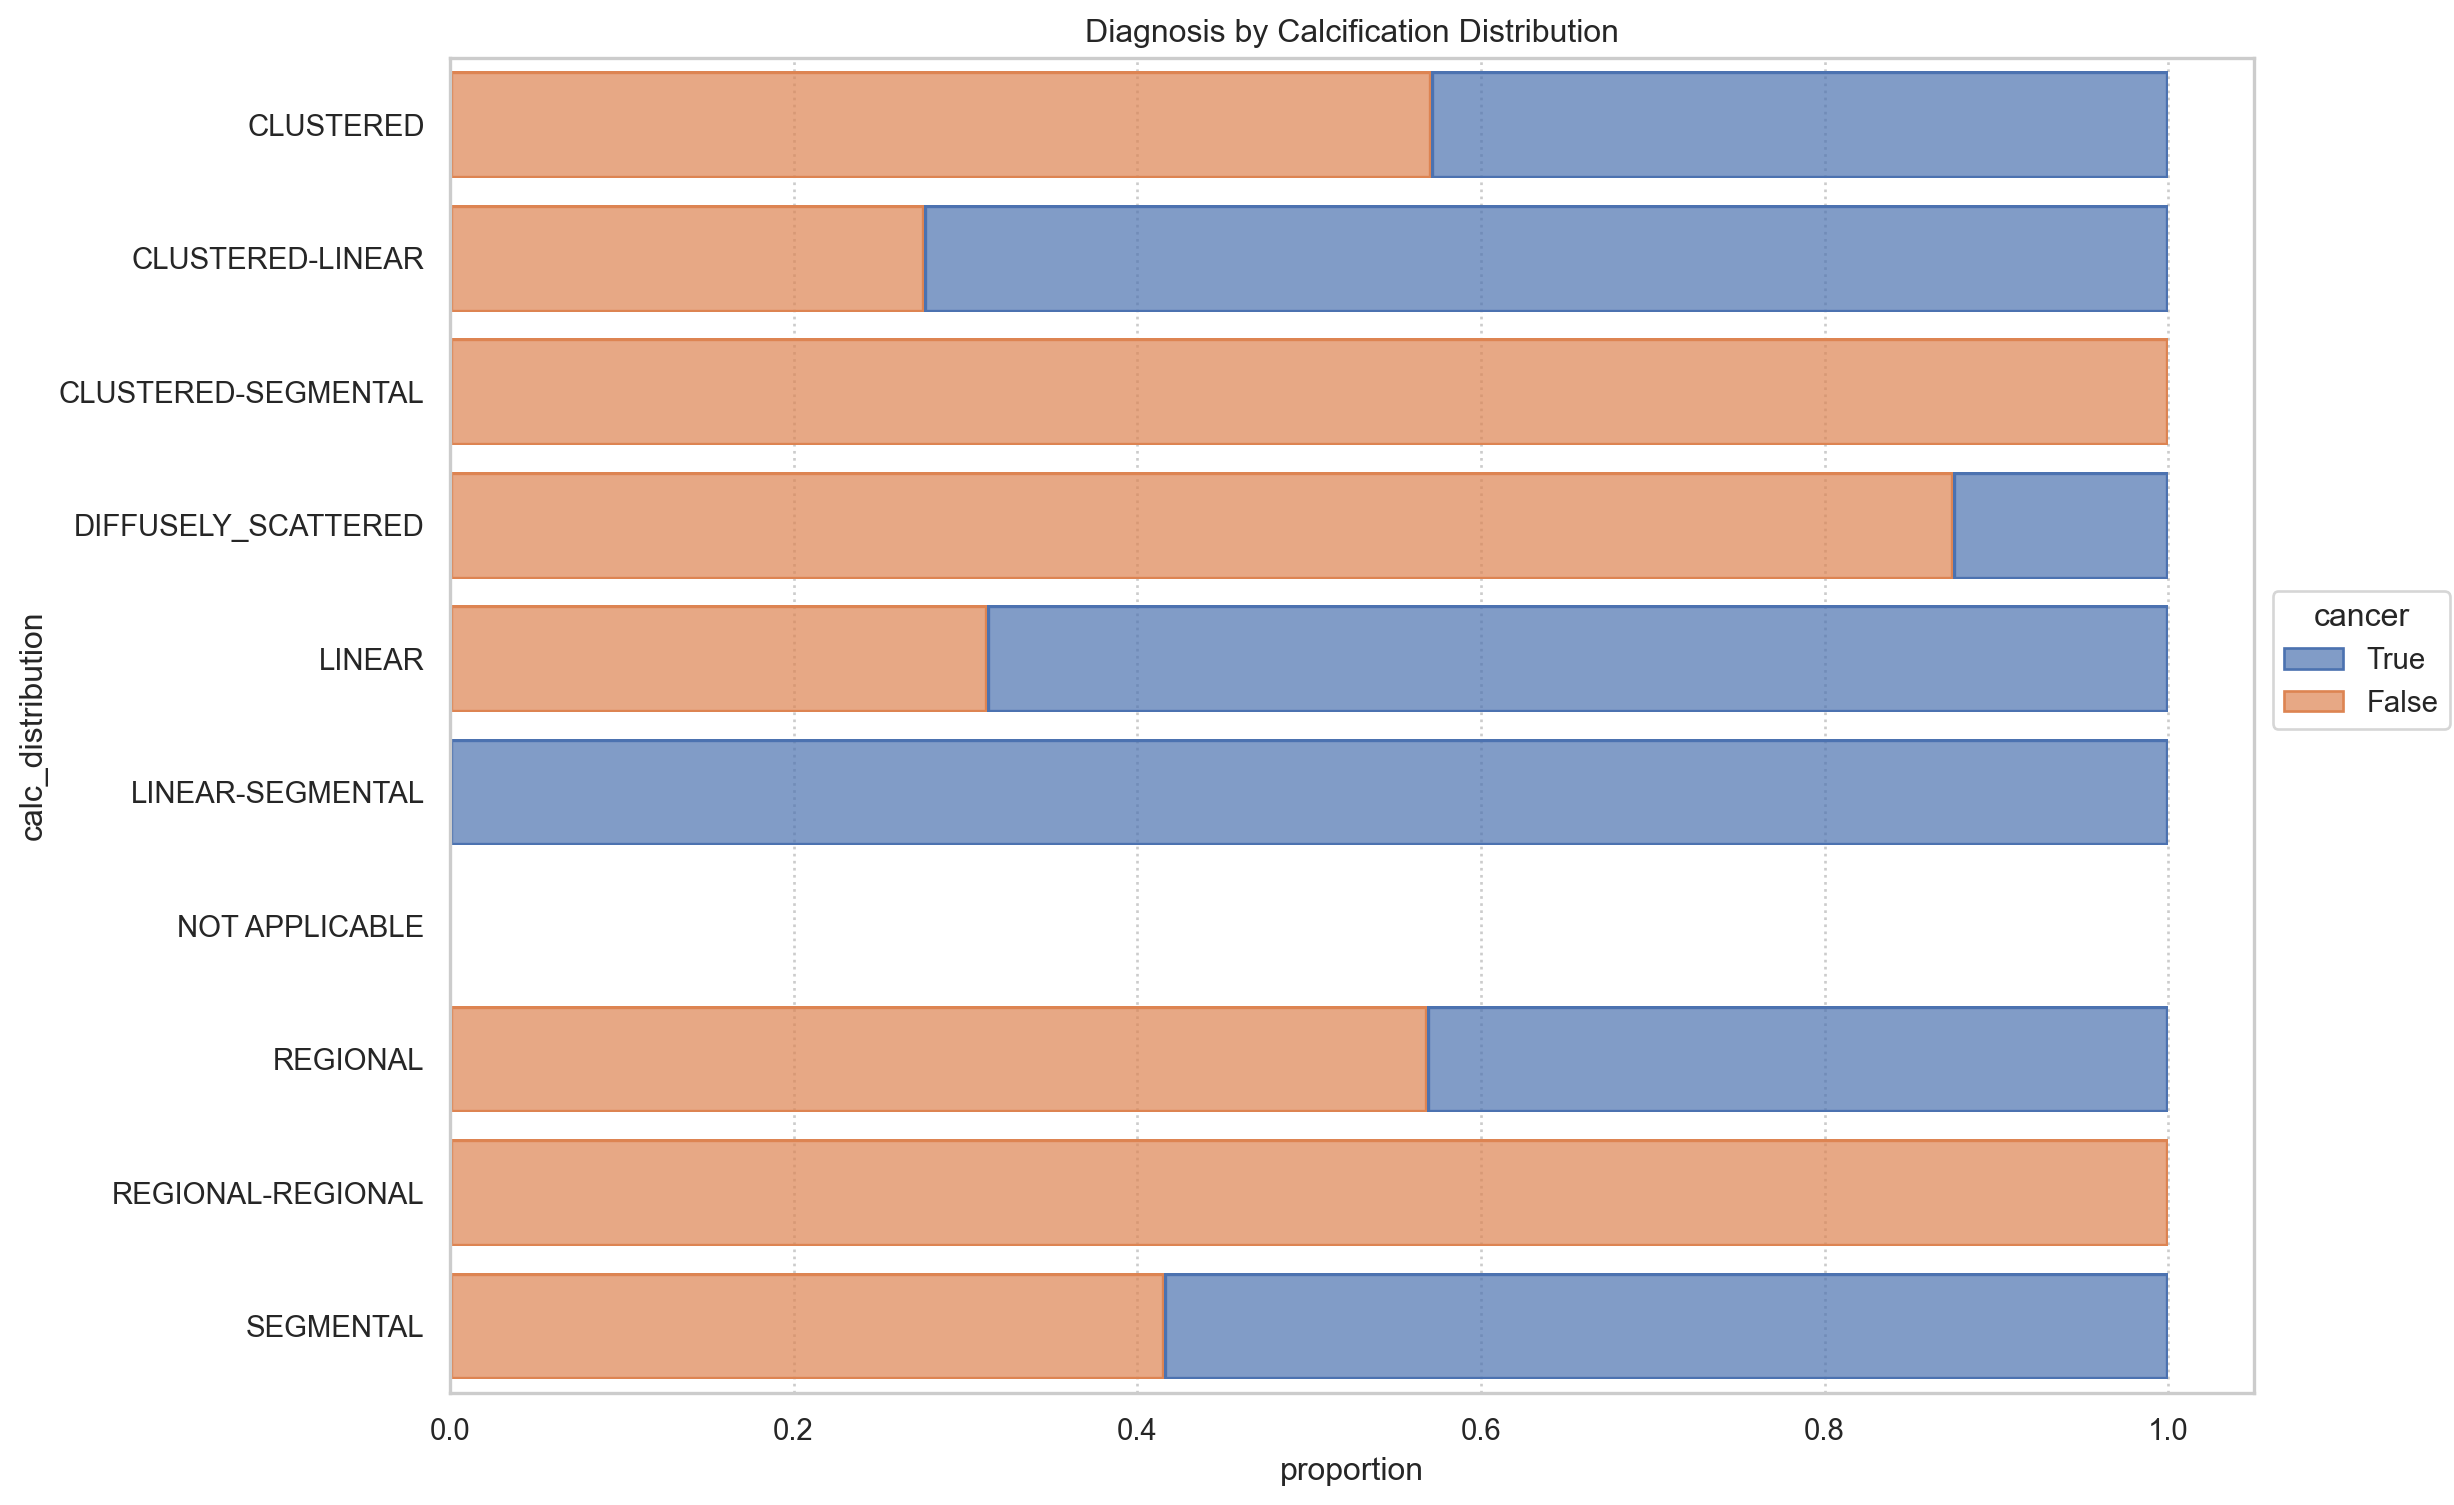 Diagnosis by Calcification Distribution
calc_distribution
CLUSTERED
CLUSTERED-LINEAR
CLUSTERED-SEGMENTAL
DIFFUSELY_SCATTERED
LINEAR
LINEAR-SEGMENTAL
NOT APPLICABLE
REGIONAL
REGIONAL-REGIONAL
SEGMENTAL
0.0 0.2 0.4 0.6 0.8 1.0
proportion
cancer
True
False